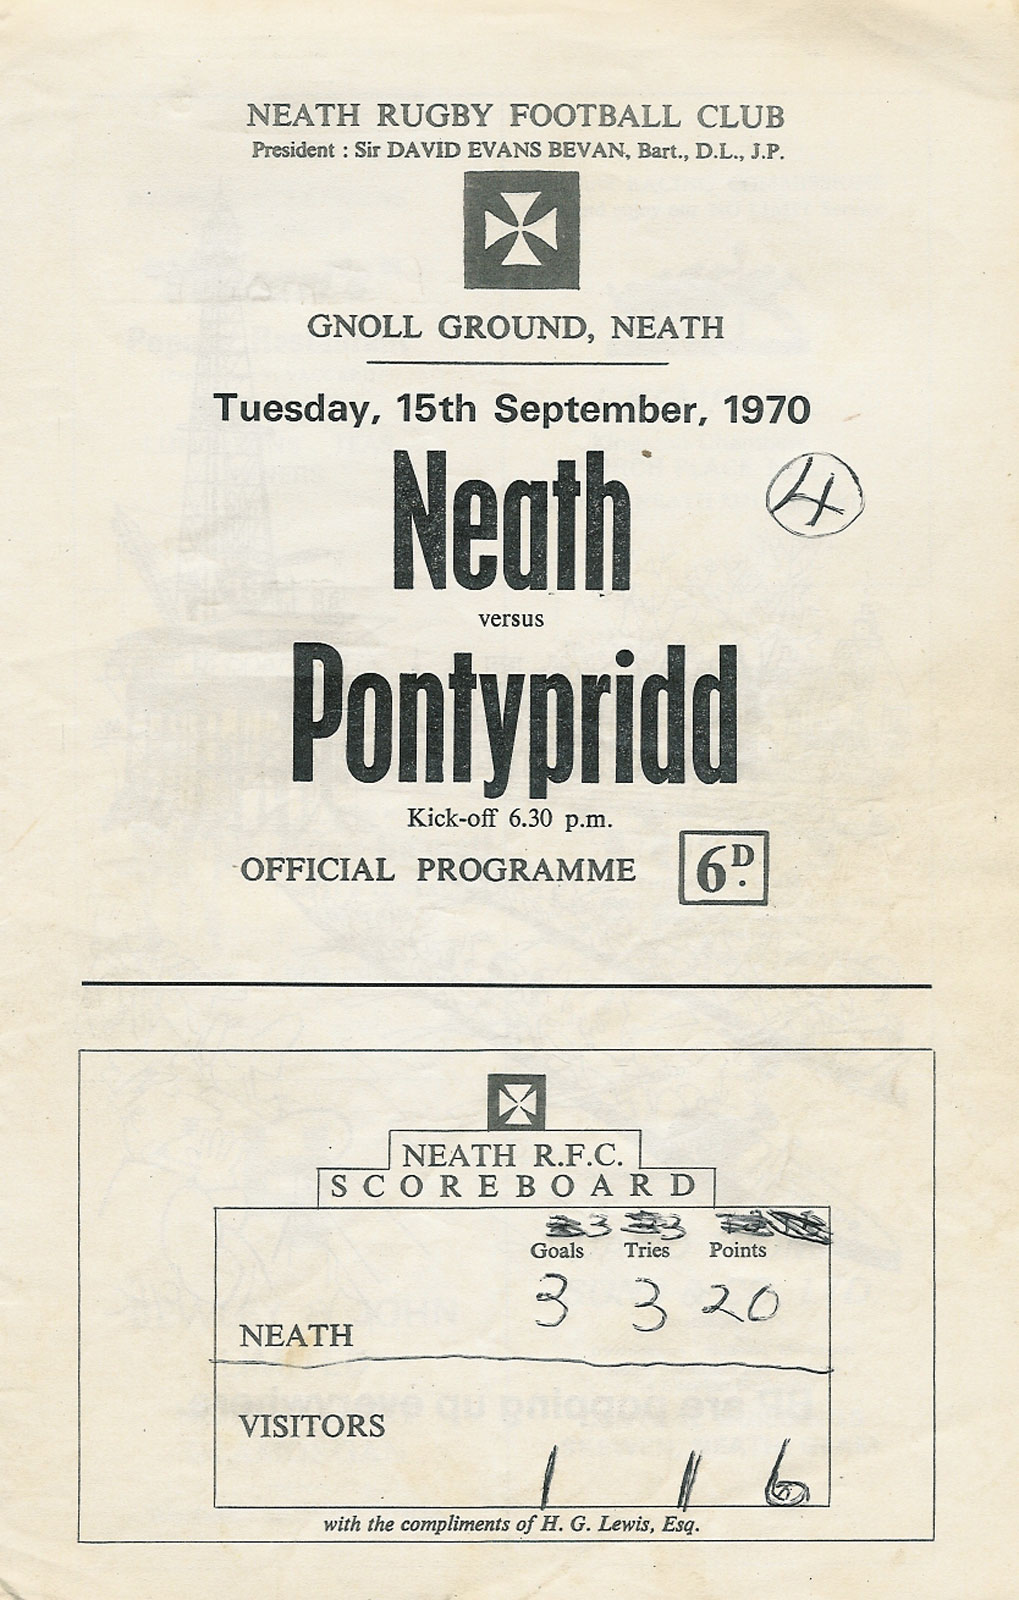 NEATH RUGBY FOOTBALL CLUB
President : Sir DAVID EVANS BEVAN, Bart., D.L., J.P.
GNOLL GROUND, NEATH
Tuesday, 15th September, 1970
Neath
4
versus
Pontypridd
Kick-off 6.30 p.m.
OFFICIAL PROGRAMME 6D.
NEATH R.F.C.
SCOREBOARD
3 3
Goals Tries Points
3 3 20
NEATH
VISITORS
1 1 6
with the compliments of H. G. Lewis, Esq.